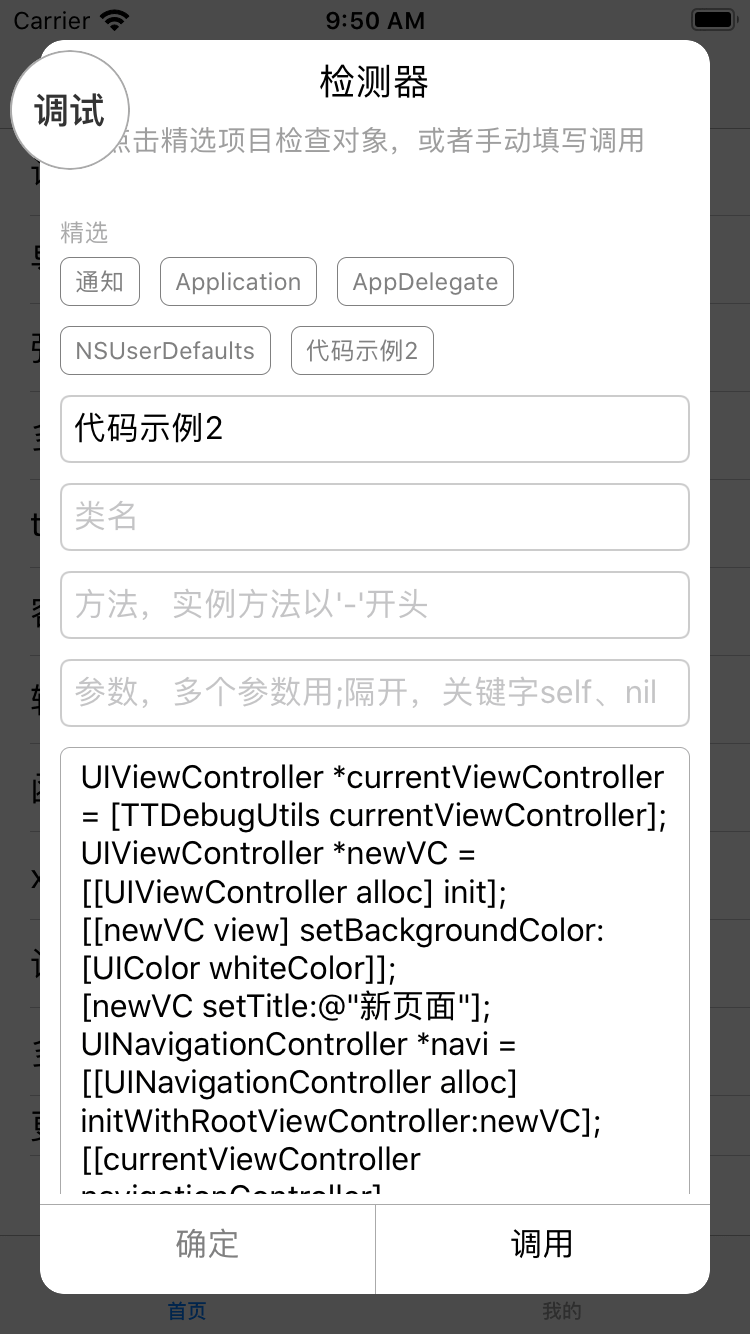 Carrier 9:50 AM
检测器
调试
点击精选项目检查对象，或者手动填写调用
精选
通知 Application AppDelegate
NSUserDefaults 代码示例2
代码示例2
类名
方法，实例方法以'-'开头
参数，多个参数用;隔开，关键字self、nil
UIViewController *currentViewController
= [TTDebugUtils currentViewController];
UIViewController *newVC =
[[UIViewController alloc] init];
[[newVC view] setBackgroundColor:
[UIColor whiteColor]];
[newVC setTitle:@"新页面"];
UINavigationController *navi =
[[UINavigationController alloc]
initWithRootViewController:newVC];
[[currentViewController
navigationController]
确定 调用
首页 我的